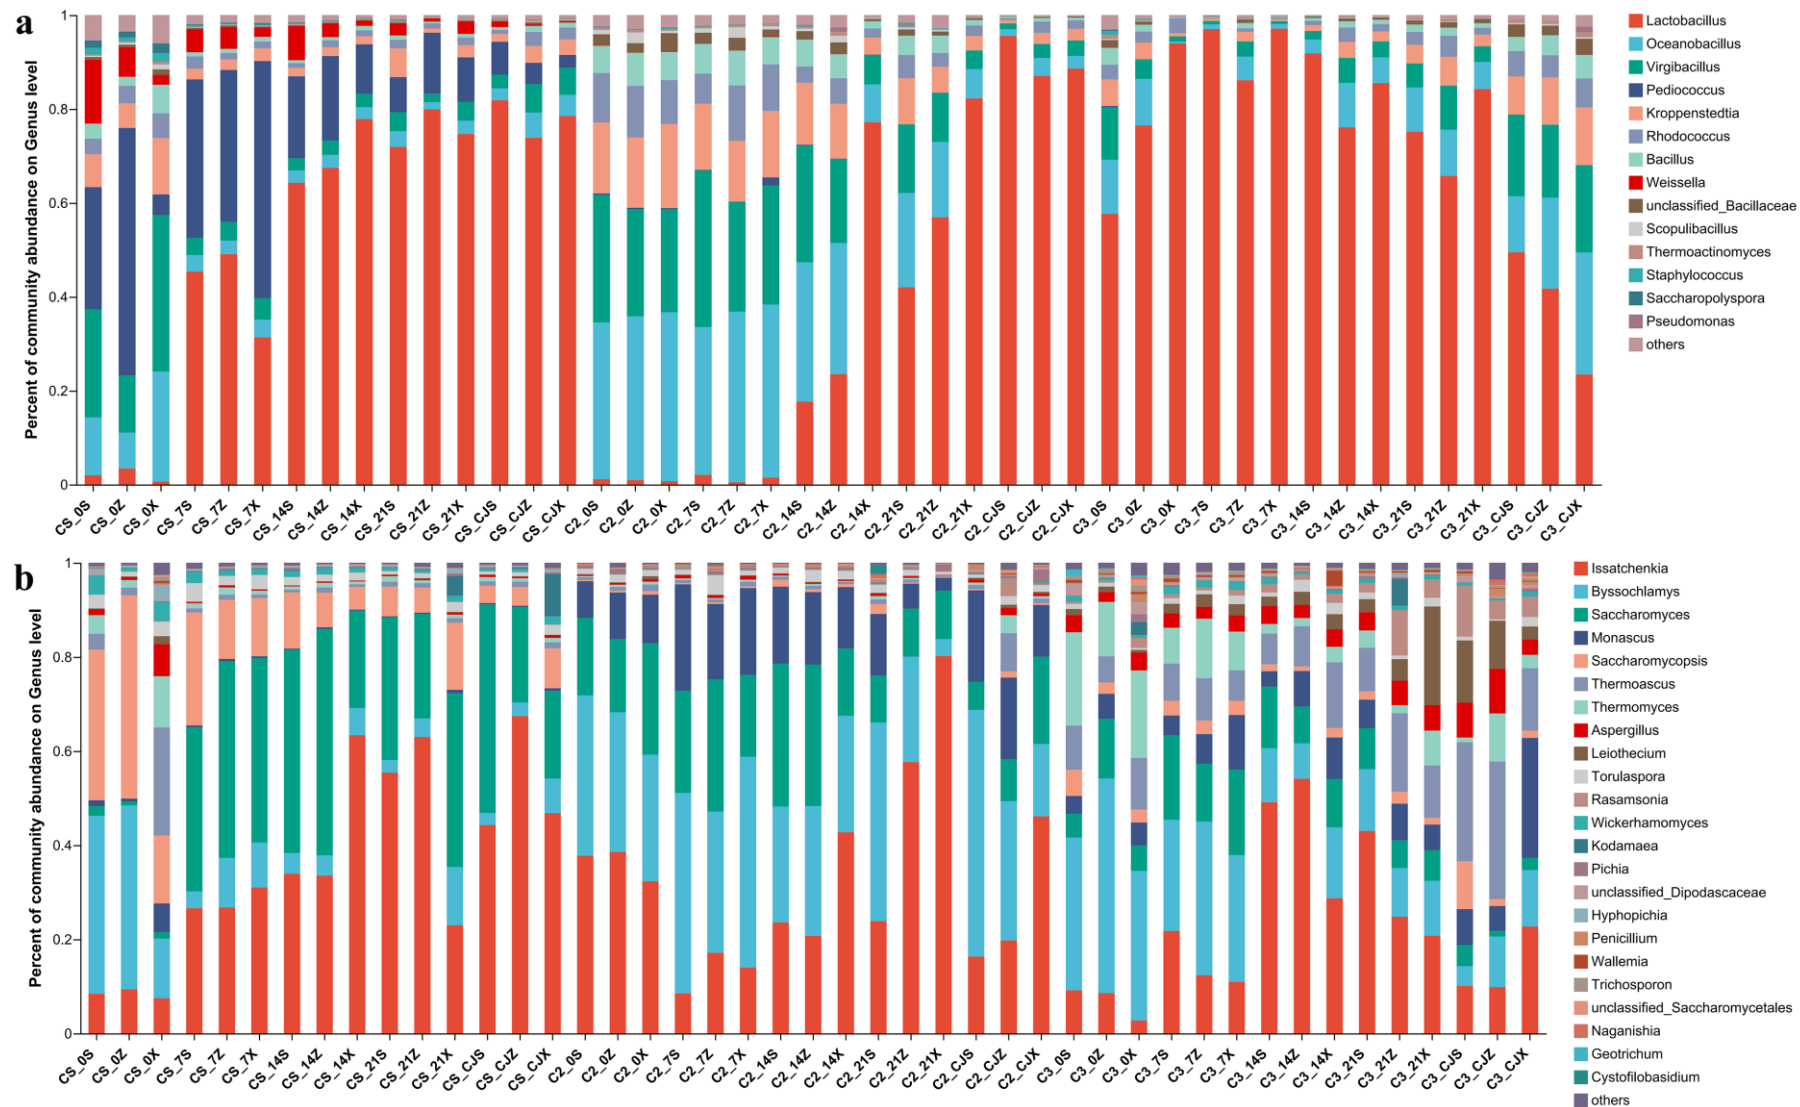 a
Percent of community abundance on Genus level
1
0.8
0.6
0.4
0.2
0
CS_0S
CS_0Z
CS_0X
CS_7S
CS_7Z
CS_7X
CS_14S
CS_14Z
CS_14X
CS_21S
CS_21Z
CS_21X
CS_CJS
CS_CJZ
CS_CJX
C2_0S
C2_0Z
C2_0X
C2_7S
C2_7Z
C2_7X
C2_14S
C2_14Z
C2_14X
C2_21S
C2_21Z
C2_21X
C2_CJS
C2_CJZ
C2_CJX
C3_0S
C3_0Z
C3_0X
C3_7S
C3_7Z
C3_7X
C3_14S
C3_14Z
C3_14X
C3_21S
C3_21Z
C3_21X
C3_CJS
C3_CJZ
C3_CJX
Lactobacillus
Oceanobacillus
Virgibacillus
Pediococcus
Kroppenstedtia
Rhodococcus
Bacillus
Weissella
unclassified_Bacillaceae
Scopulibacillus
Thermoactinomyces
Staphylococcus
Saccharopolyspora
Pseudomonas
others
b
Percent of community abundance on Genus level
1
0.8
0.6
0.4
0.2
0
CS_0S
CS_0Z
CS_0X
CS_7S
CS_7Z
CS_7X
CS_14S
CS_14Z
CS_14X
CS_21S
CS_21Z
CS_21X
CS_CJS
CS_CJZ
CS_CJX
C2_0S
C2_0Z
C2_0X
C2_7S
C2_7Z
C2_7X
C2_14S
C2_14Z
C2_14X
C2_21S
C2_21Z
C2_21X
C2_CJS
C2_CJZ
C2_CJX
C3_0S
C3_0Z
C3_0X
C3_7S
C3_7Z
C3_7X
C3_14S
C3_14Z
C3_14X
C3_21S
C3_21Z
C3_21X
C3_CJS
C3_CJZ
C3_CJX
Issatchenkia
Byssochlamys
Saccharomyces
Monascus
Saccharomycopsis
Thermoascus
Thermomyces
Aspergillus
Leiothecium
Torulaspora
Rasamsonia
Wickerhamomyces
Kodamaea
Pichia
unclassified_Dipodascaceae
Hyphopichia
Penicillium
Wallemia
Trichosporon
unclassified_Saccharomycetales
Naganishia
Geotrichum
Cystofilobasidium
others